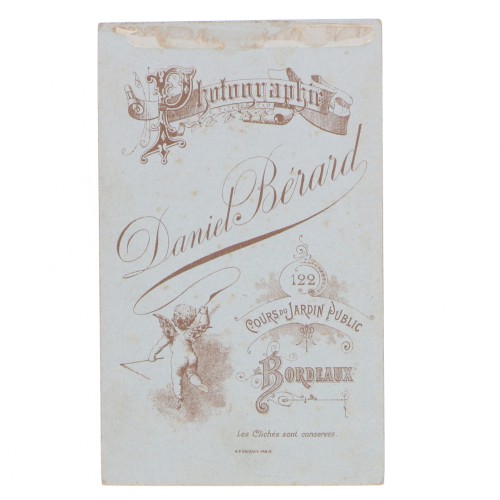 Photographie
Daniel Bérard
122
COURS DU JARDIN PUBLIC
BORDEAUX
Les Clichés sont conservés.